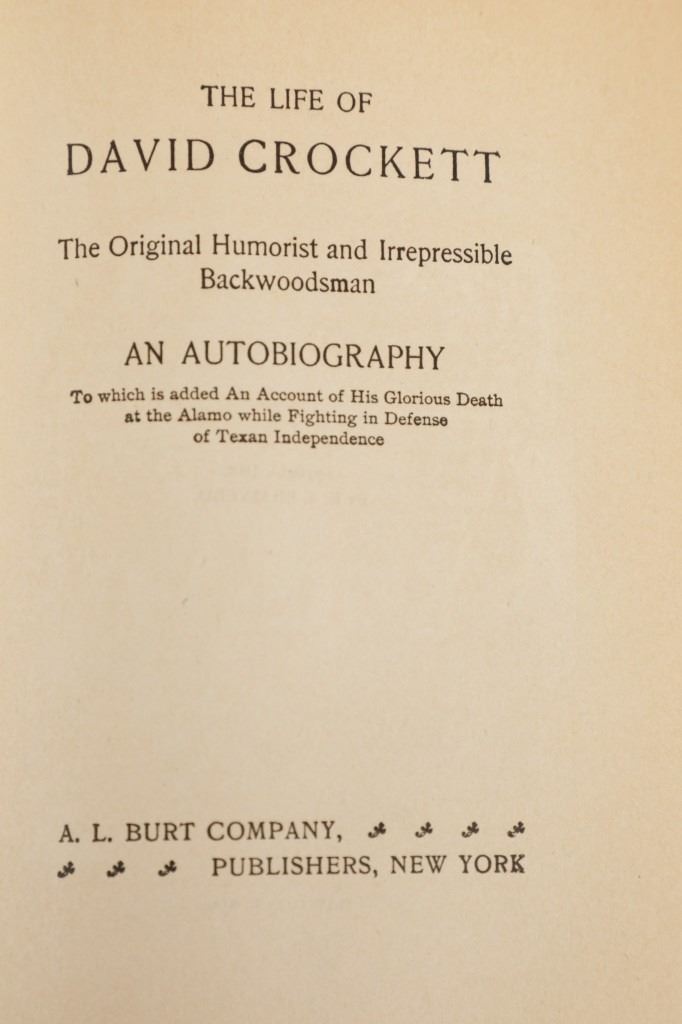 THE LIFE OF
DAVID CROCKETT
The Original Humorist and Irrepressible
Backwoodsman
AN AUTOBIOGRAPHY
To which is added An Account of His Glorious Death
at the Alamo while Fighting in Defense
of Texan Independence
A. L. BURT COMPANY,
PUBLISHERS, NEW YORK